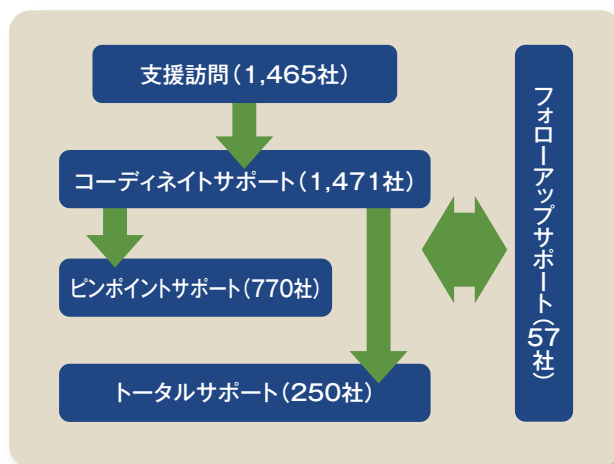 支援訪問(1,465社)
コーディネイトサポート(1,471社)
ピンポイントサポート(770社)
トータルサポート(250社)
フォローアップサポート(57社)